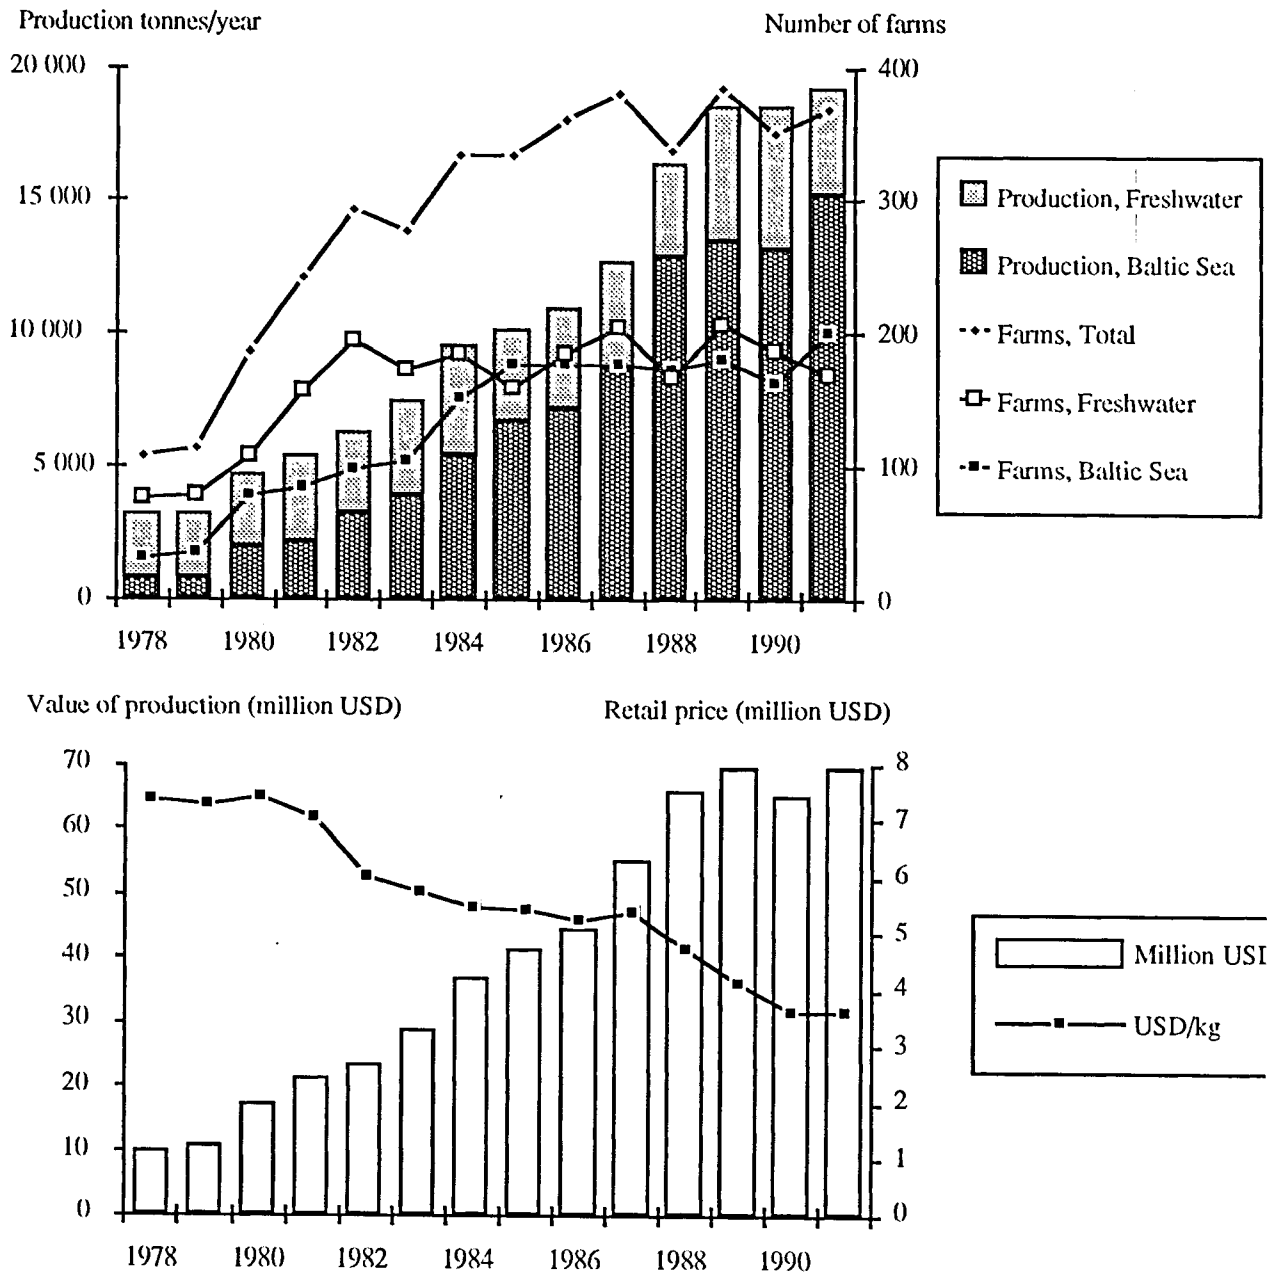 Production tonnes/year
Number of farms
20 000
15 000
10 000
5 000
0
400
300
200
100
0
1978 1980 1982 1984 1986 1988 1990
Production, Freshwater
Production, Baltic Sea
Farms, Total
Farms, Freshwater
Farms, Baltic Sea
Value of production (million USD)
Retail price (million USD)
70
60
50
40
30
20
10
0
8
7
6
5
4
3
2
1
0
1978 1980 1982 1984 1986 1988 1990
Million USD
USD/kg